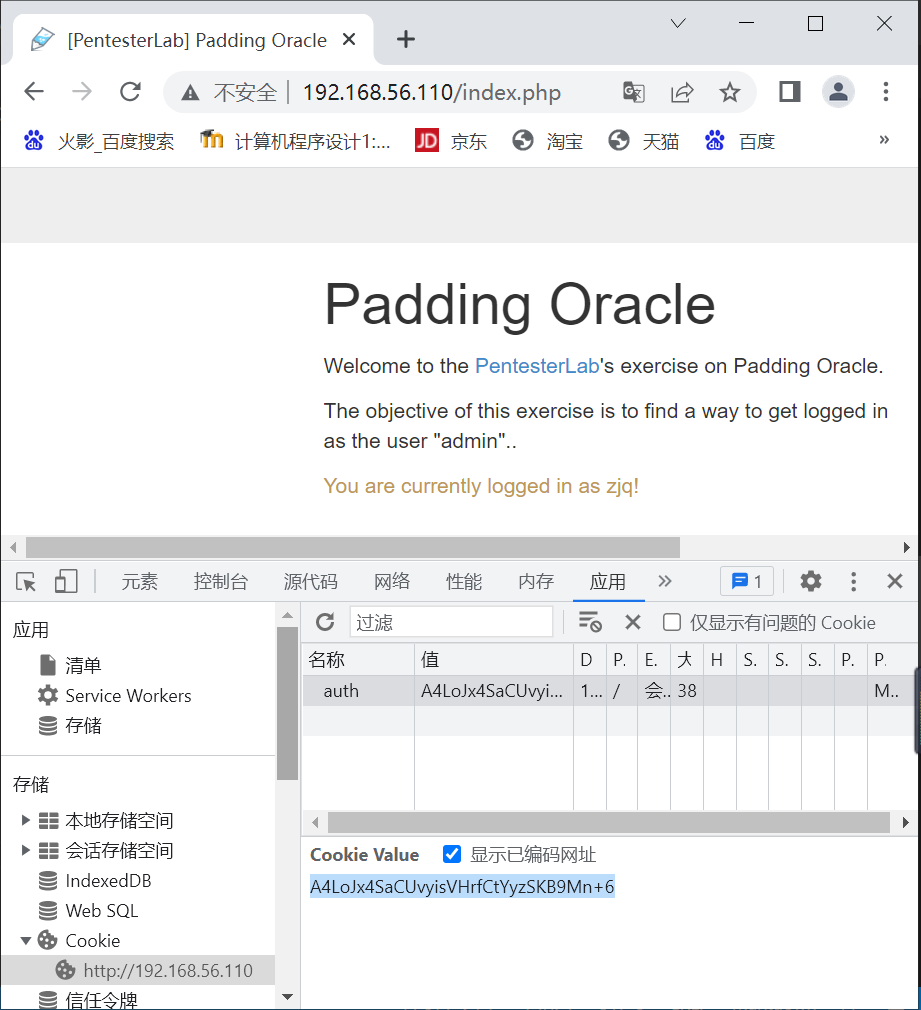 [PentesterLab] Padding Oracle
不安全 192.168.56.110/index.php
火影_百度搜索 计算机程序设计1:... JD 京东 淘宝 天猫 百度 »
Padding Oracle
Welcome to the PentesterLab's exercise on Padding Oracle.
The objective of this exercise is to find a way to get logged in
as the user "admin"..
You are currently logged in as zjq!
元素 控制台 源代码 网络 性能 内存 应用 » 1
应用
清单
Service Workers
存储
存储
本地存储空间
会话存储空间
IndexedDB
Web SQL
Cookie
http://192.168.56.110
信任令牌
过滤 仅显示有问题的 Cookie
名称 值 D P. E. 大 H S. S. S. P. P.
auth A4LoJx4SaCUvyi... 1... / 会.. 38 M..
Cookie Value 显示已编码网址
A4LoJx4SaCUvyisVHrfCtYyzSKB9Mn+6